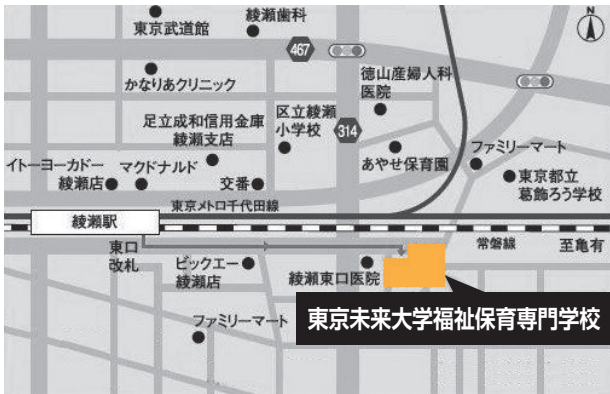 東京武道館
綾瀬歯科
N
467
かなりあクリニック
徳山産婦人科
医院
足立成和信用金庫
綾瀬支店
区立綾瀬
小学校
314
イトーヨーカドー
綾瀬店
マクドナルド
交番
あやせ保育園
ファミリーマート
東京都立
葛飾ろう学校
東京メトロ千代田線
綾瀬駅
東口
改札
ビックエー
綾瀬店
綾瀬東口医院
常磐線
至亀有
ファミリーマート
東京未来大学福祉保育専門学校